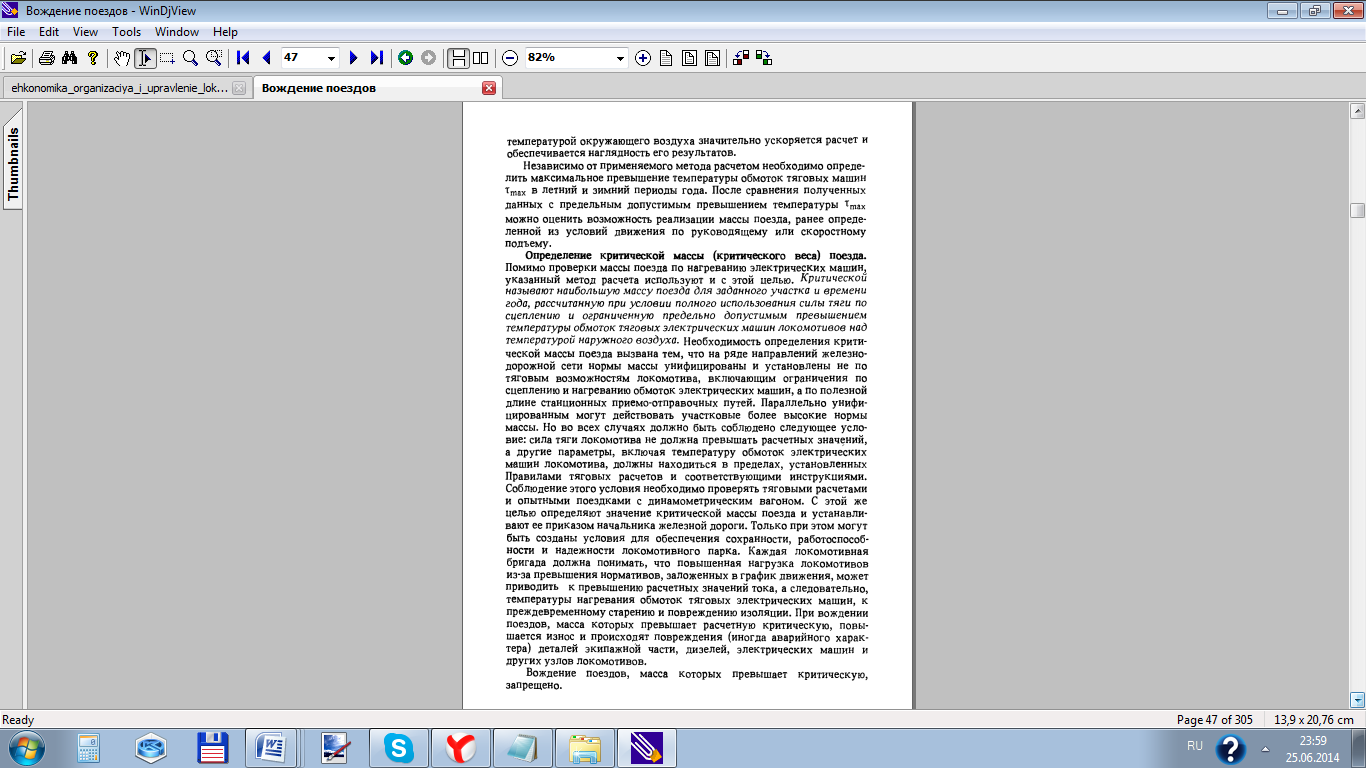 Вождение поездов - WinDjView
File Edit View Tools Window Help
47 82%
ehkonomika_organizaciya_i_upravlenie_lok... Вождение поездов
Thumbnails
температурой окружающего воздуха значительно ускоряется расчет и
обеспечивается наглядность его результатов.
Независимо от применяемого метода расчетом необходимо опреде-
лить максимальное превышение температуры обмоток тяговых машин
τmax в летний и зимний периоды года. После сравнения полученных
данных с предельным допустимым превышением температуры τmax
можно оценить возможность реализации массы поезда, ранее опреде-
ленной из условий движения по руководящему или скоростному
подъему.
Определение критической массы (критического веса) поезда.
Помимо проверки массы поезда по нагреванию электрических машин,
указанный метод расчета используют и с этой целью. Критической
называют наибольшую массу поезда для заданного участка и времени
года, рассчитанную при условии полного использования силы тяги по
сцеплению и ограниченную предельно допустимым превышением
температуры обмоток тяговых электрических машин локомотивов над
температурой наружного воздуха. Необходимость определения крити-
ческой массы поезда вызвана тем, что на ряде направлений железно-
дорожной сети нормы массы унифицированы и установлены не по
тяговым возможностям локомотива, включающим ограничения по
сцеплению и нагреванию обмоток электрических машин, а по полезной
длине станционных приемо-отправочных путей. Параллельно унифи-
цированным могут действовать участковые более высокие нормы
массы. Но во всех случаях должно быть соблюдено следующее усло-
вие: сила тяги локомотива не должна превышать расчетных значений,
а другие параметры, включая температуру обмоток электрических
машин локомотива, должны находиться в пределах, установленных
Правилами тяговых расчетов и соответствующими инструкциями.
Соблюдение этого условия необходимо проверять тяговыми расчетами
и опытными поездками с динамометрическим вагоном. С этой же
целью определяют значение критической массы поезда и устанавли-
вают ее приказом начальника железной дороги. Только при этом могут
быть созданы условия для обеспечения сохранности, работоспособ-
ности и надежности локомотивного парка. Каждая локомотивная
бригада должна понимать, что повышенная нагрузка локомотивов
из-за превышения нормативов, заложенных в график движения, может
приводить к превышению расчетных значений тока, а следовательно,
температуры нагревания обмоток тяговых электрических машин, к
преждевременному старению и повреждению изоляции. При вождении
поездов, масса которых превышает расчетную критическую, повы-
шается износ и происходят повреждения (иногда аварийного харак-
тера) деталей экипажной части, дизелей, электрических машин и
других узлов локомотивов.
Вождение поездов, масса которых превышает критическую,
запрещено.
Ready Page 47 of 305 13,9 x 20,76 cm
RU 23:59
25.06.2014